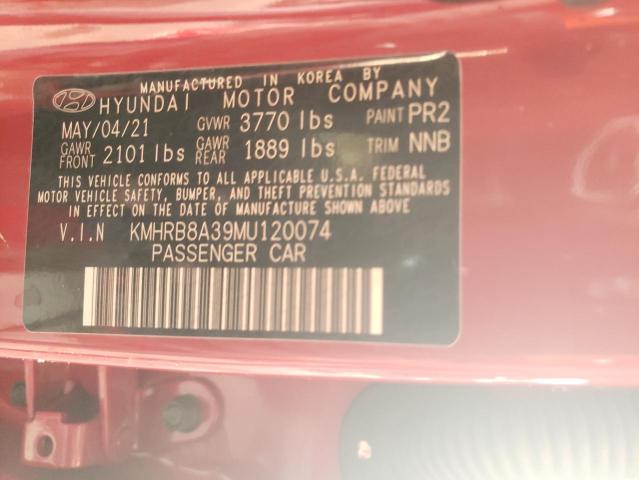 MANUFACTURED IN KOREA BY
HYUNDAI MOTOR COMPANY
MAY/04/21 GVWR 3770 lbs PAINT PR2
GAWR FRONT 2101 lbs GAWR REAR 1889 lbs TRIM NNB
THIS VEHICLE CONFORMS TO ALL APPLICABLE U.S.A. FEDERAL
MOTOR VEHICLE SAFETY, BUMPER, AND THEFT PREVENTION STANDARDS
IN EFFECT ON THE DATE OF MANUFACTURE SHOWN ABOVE
V.I.N KMHRB8A39MU120074
PASSENGER CAR